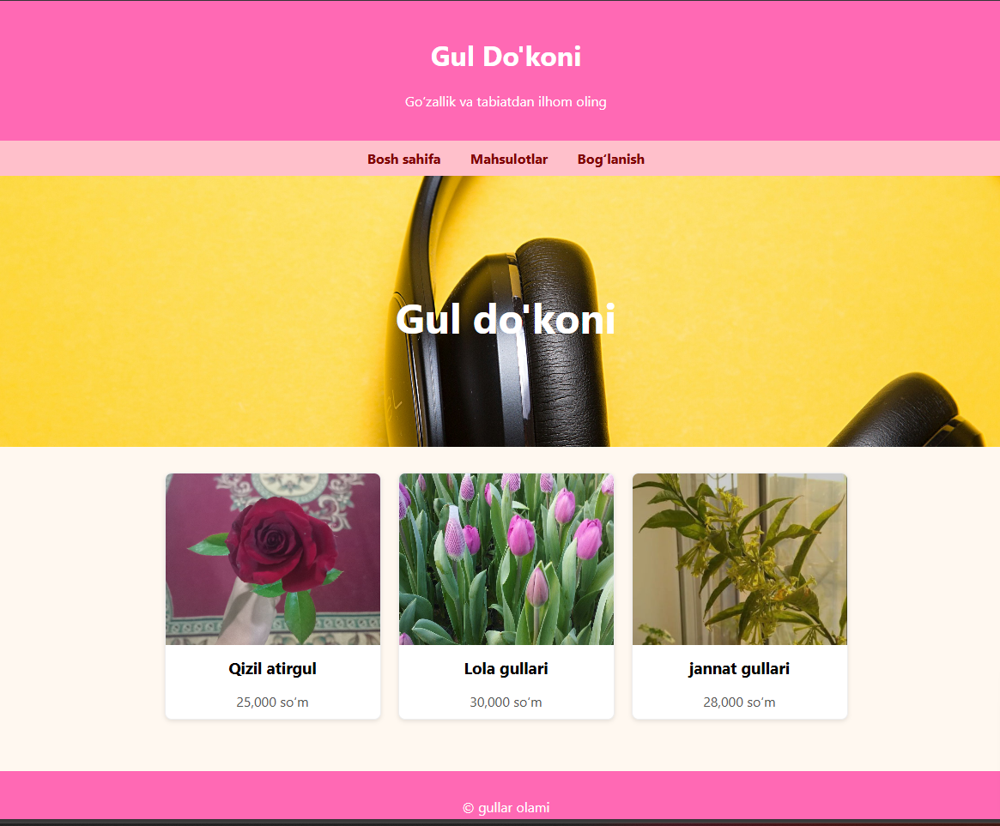 Gul Do'koni
Go‘zallik va tabiatdan ilhom oling
Bosh sahifa Mahsulotlar Bog‘lanish
Gul do'koni
Qizil atirgul Lola gullari jannat gullari
25,000 so‘m 30,000 so‘m 28,000 so‘m
© gullar olami